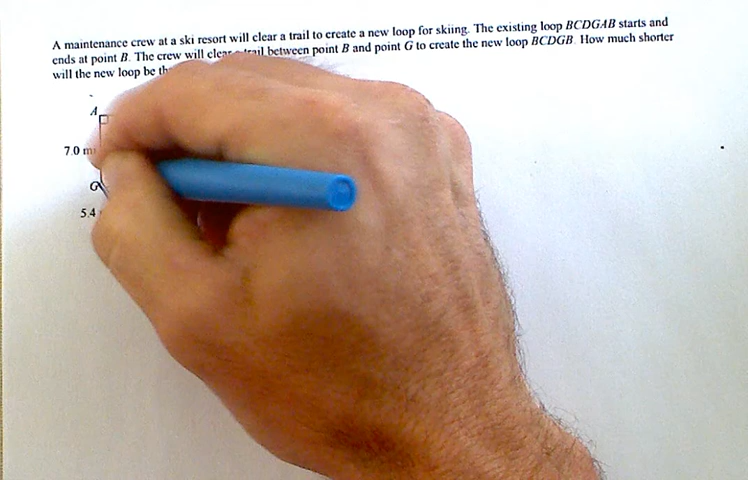 A maintenance crew at a ski resort will clear a trail to create a new loop for skiing. The existing loop BCDGAB starts and
ends at point B. The crew will clear trail between point B and point G to create the new loop BCDGB. How much shorter
will the new loop be
A
7.0 m
G
5.4